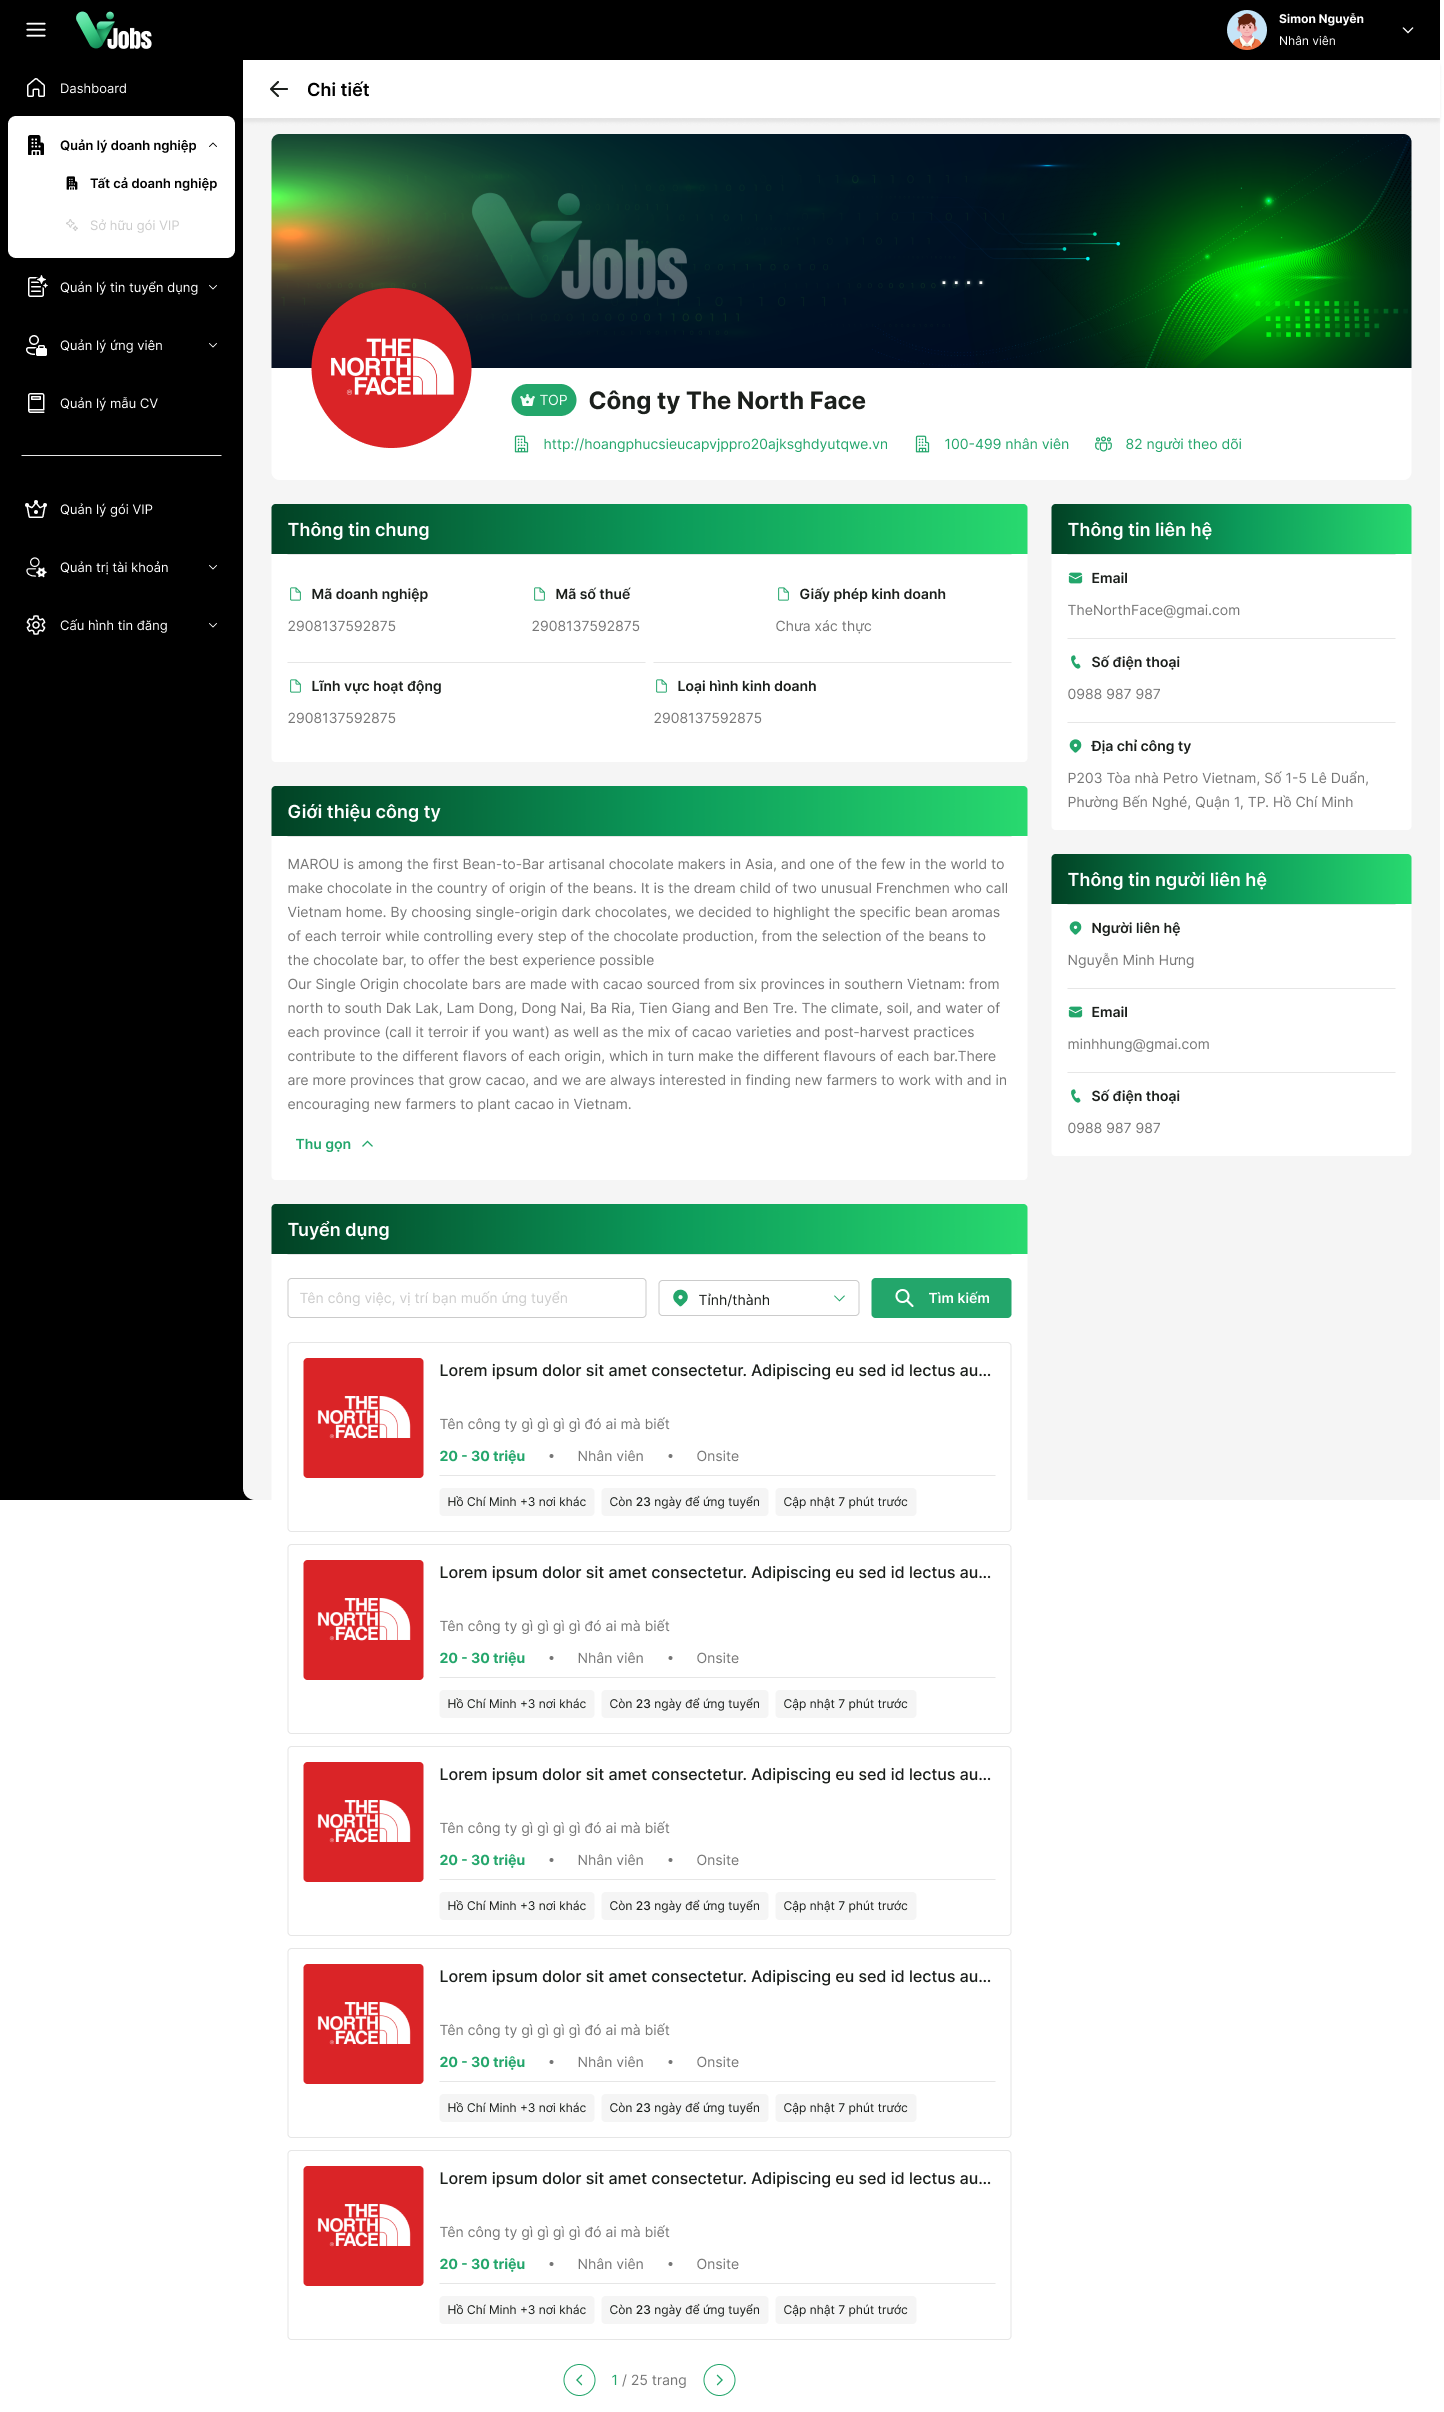 VJobs
Simon Nguyễn
Nhân viên
Dashboard
Quản lý doanh nghiệp
Tất cả doanh nghiệp
Sở hữu gói VIP
Quản lý tin tuyển dụng
Quản lý ứng viên
Quản lý mẫu CV
Quản lý gói VIP
Quản trị tài khoản
Cấu hình tin đăng
Chi tiết
VJobs
THE
NORTH
FACE
TOP
Công ty The North Face
http://hoangphucsieucapvjppro20ajksghdyutqwe.vn
100-499 nhân viên
82 người theo dõi
Thông tin chung
Mã doanh nghiệp
2908137592875
Mã số thuế
2908137592875
Giấy phép kinh doanh
Chưa xác thực
Lĩnh vực hoạt động
2908137592875
Loại hình kinh doanh
2908137592875
Giới thiệu công ty
MAROU is among the first Bean-to-Bar artisanal chocolate makers in Asia, and one of the few in the world to
make chocolate in the country of origin of the beans. It is the dream child of two unusual Frenchmen who call
Vietnam home. By choosing single-origin dark chocolates, we decided to highlight the specific bean aromas
of each terroir while controlling every step of the chocolate production, from the selection of the beans to
the chocolate bar, to offer the best experience possible
Our Single Origin chocolate bars are made with cacao sourced from six provinces in southern Vietnam: from
north to south Dak Lak, Lam Dong, Dong Nai, Ba Ria, Tien Giang and Ben Tre. The climate, soil, and water of
each province (call it terroir if you want) as well as the mix of cacao varieties and post-harvest practices
contribute to the different flavors of each origin, which in turn make the different flavours of each bar.There
are more provinces that grow cacao, and we are always interested in finding new farmers to work with and in
encouraging new farmers to plant cacao in Vietnam.
Thu gọn
Thông tin liên hệ
Email
TheNorthFace@gmai.com
Số điện thoại
0988 987 987
Địa chỉ công ty
P203 Tòa nhà Petro Vietnam, Số 1-5 Lê Duẩn,
Phường Bến Nghé, Quận 1, TP. Hồ Chí Minh
Thông tin người liên hệ
Người liên hệ
Nguyễn Minh Hưng
Email
minhhung@gmai.com
Số điện thoại
0988 987 987
Tuyển dụng
Tên công việc, vị trí bạn muốn ứng tuyển
Tỉnh/thành
Tìm kiếm
THE
NORTH
FACE
Lorem ipsum dolor sit amet consectetur. Adipiscing eu sed id lectus au...
Tên công ty gì gì gì gì đó ai mà biết
20 - 30 triệu • Nhân viên • Onsite
Hồ Chí Minh +3 nơi khác Còn 23 ngày để ứng tuyển Cập nhật 7 phút trước
THE
NORTH
FACE
Lorem ipsum dolor sit amet consectetur. Adipiscing eu sed id lectus au...
Tên công ty gì gì gì gì đó ai mà biết
20 - 30 triệu • Nhân viên • Onsite
Hồ Chí Minh +3 nơi khác Còn 23 ngày để ứng tuyển Cập nhật 7 phút trước
THE
NORTH
FACE
Lorem ipsum dolor sit amet consectetur. Adipiscing eu sed id lectus au...
Tên công ty gì gì gì gì đó ai mà biết
20 - 30 triệu • Nhân viên • Onsite
Hồ Chí Minh +3 nơi khác Còn 23 ngày để ứng tuyển Cập nhật 7 phút trước
THE
NORTH
FACE
Lorem ipsum dolor sit amet consectetur. Adipiscing eu sed id lectus au...
Tên công ty gì gì gì gì đó ai mà biết
20 - 30 triệu • Nhân viên • Onsite
Hồ Chí Minh +3 nơi khác Còn 23 ngày để ứng tuyển Cập nhật 7 phút trước
THE
NORTH
FACE
Lorem ipsum dolor sit amet consectetur. Adipiscing eu sed id lectus au...
Tên công ty gì gì gì gì đó ai mà biết
20 - 30 triệu • Nhân viên • Onsite
Hồ Chí Minh +3 nơi khác Còn 23 ngày để ứng tuyển Cập nhật 7 phút trước
1 / 25 trang